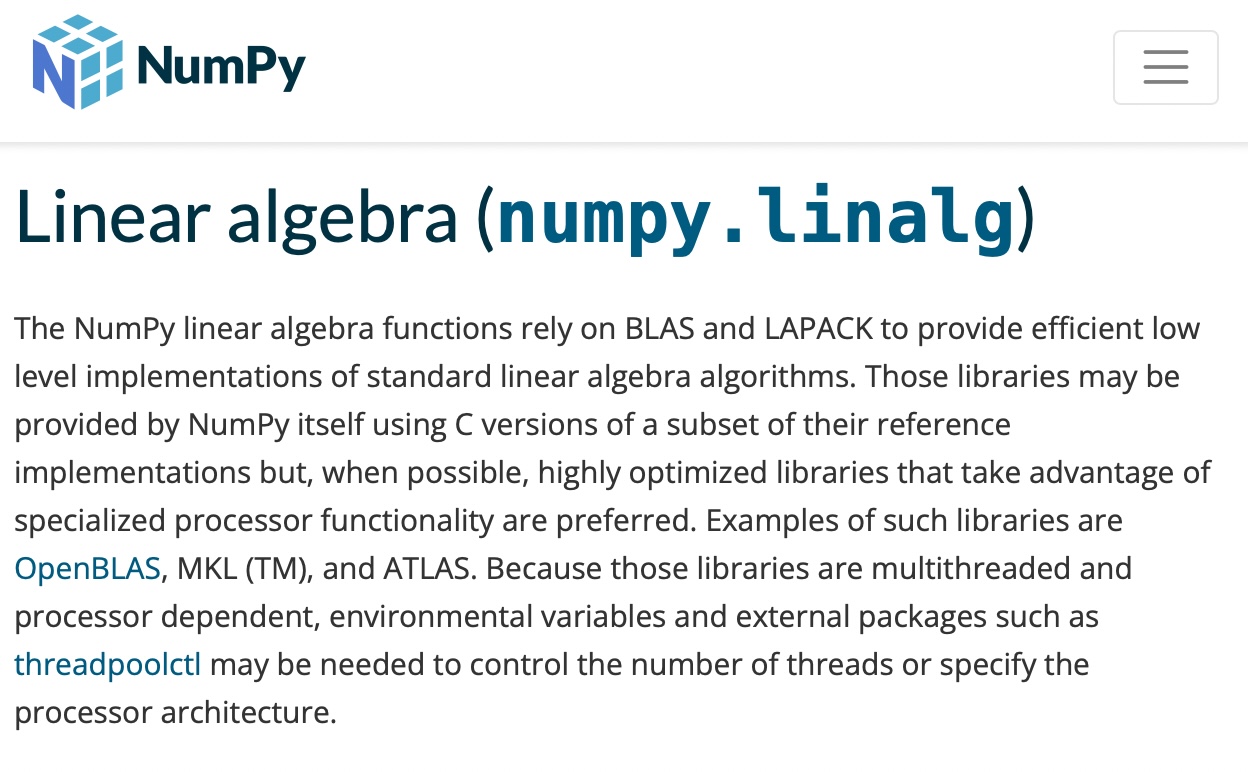 NumPy
Linear algebra (numpy.linalg)
The NumPy linear algebra functions rely on BLAS and LAPACK to provide efficient low
level implementations of standard linear algebra algorithms. Those libraries may be
provided by NumPy itself using C versions of a subset of their reference
implementations but, when possible, highly optimized libraries that take advantage of
specialized processor functionality are preferred. Examples of such libraries are
OpenBLAS, MKL (TM), and ATLAS. Because those libraries are multithreaded and
processor dependent, environmental variables and external packages such as
threadpoolctl may be needed to control the number of threads or specify the
processor architecture.